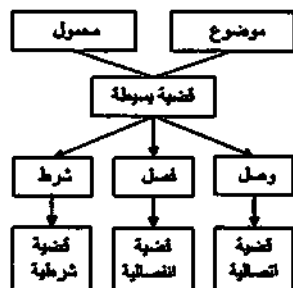 موضوع
محمول
قضية بسيطة
وصل
فصل
شرط
قضية
اتصالية
قضية
انفصالية
قضية
شرطية